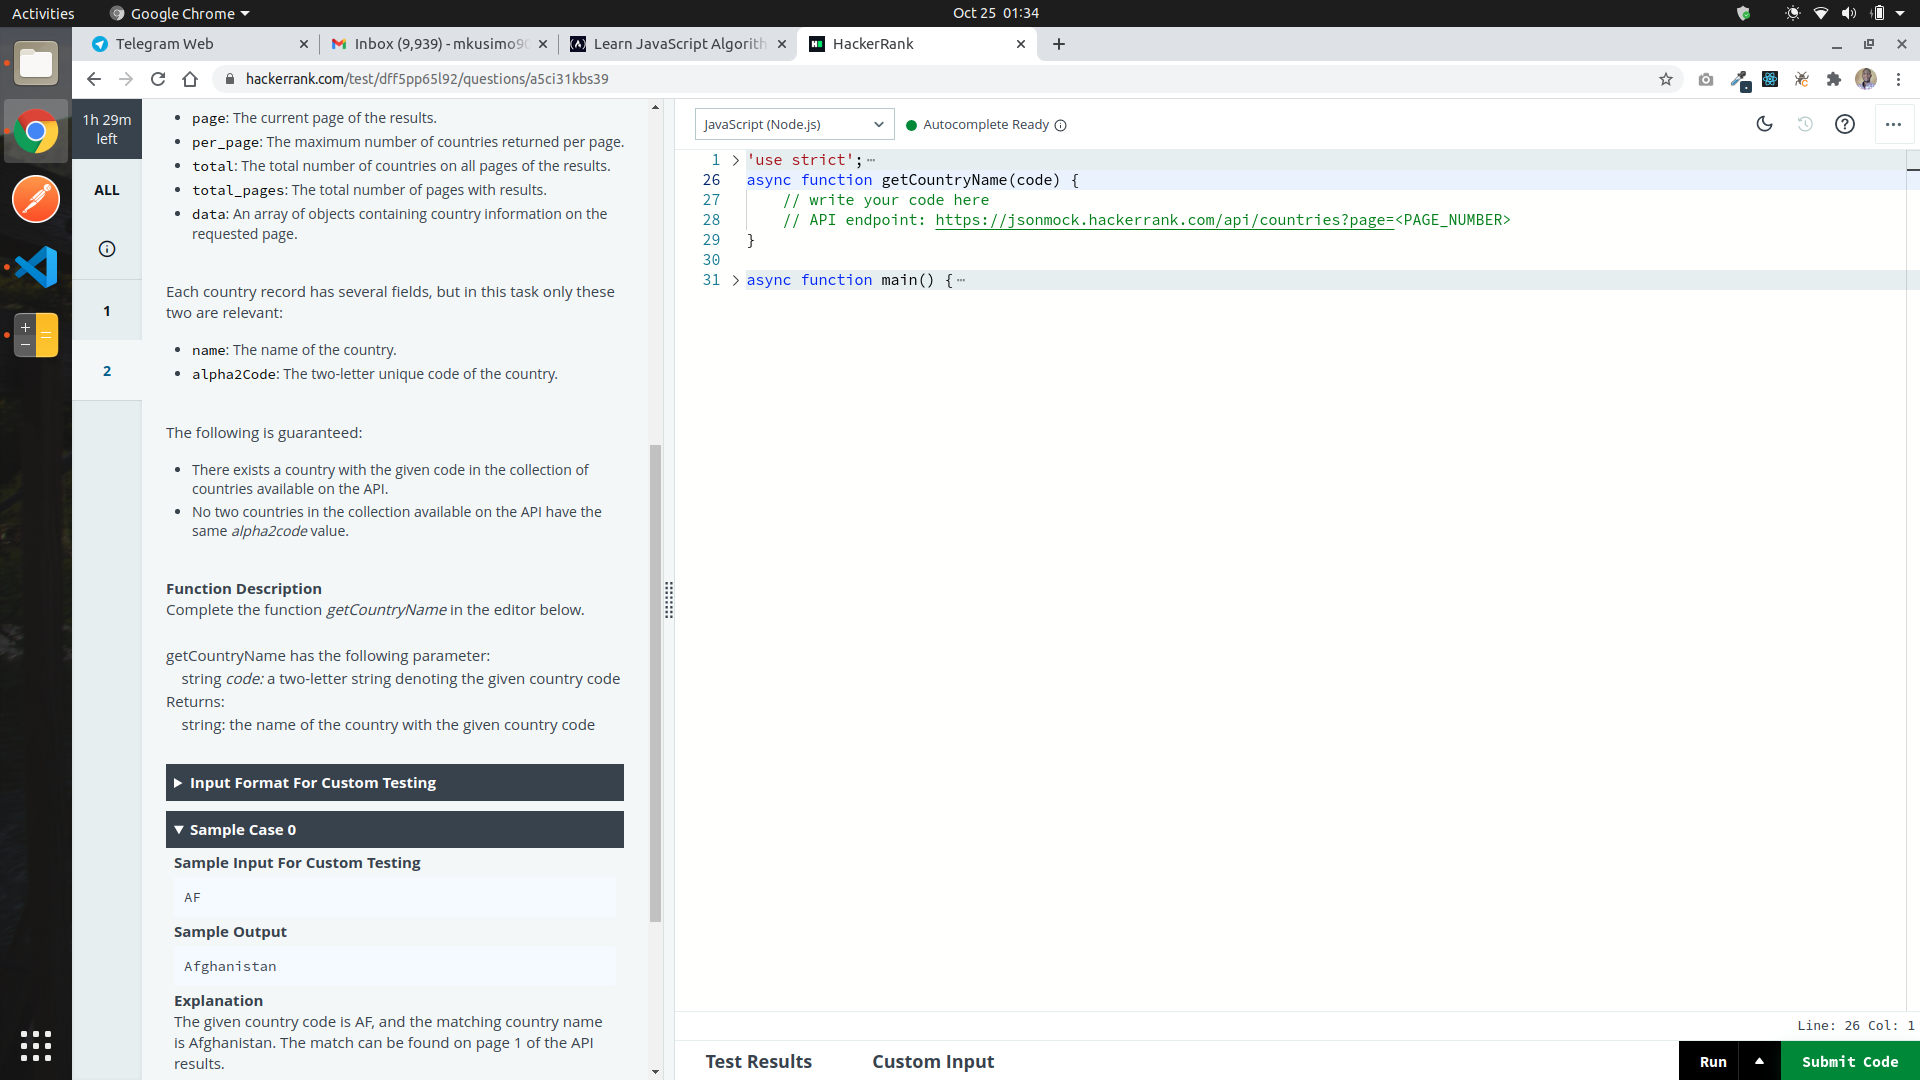 Activities
Google Chrome
Oct 25 01:34
Telegram Web
Inbox (9,939) - mkusimo90
Learn JavaScript Algorith
HackerRank
hackerrank.com/test/dff5pp65l92/questions/a5ci31kbs39
1h 29m
left
ALL
1
2
page: The current page of the results.
per_page: The maximum number of countries returned per page.
total: The total number of countries on all pages of the results.
total_pages: The total number of pages with results.
data: An array of objects containing country information on the
requested page.
Each country record has several fields, but in this task only these
two are relevant:
name: The name of the country.
alpha2Code: The two-letter unique code of the country.
The following is guaranteed:
There exists a country with the given code in the collection of
countries available on the API.
No two countries in the collection available on the API have the
same alpha2code value.
Function Description
Complete the function getCountryName in the editor below.
getCountryName has the following parameter:
string code: a two-letter string denoting the given country code
Returns:
string: the name of the country with the given country code
Input Format For Custom Testing
Sample Case 0
Sample Input For Custom Testing
AF
Sample Output
Afghanistan
Explanation
The given country code is AF, and the matching country name
is Afghanistan. The match can be found on page 1 of the API
results.
JavaScript (Node.js)
Autocomplete Ready
1 'use strict';
26 async function getCountryName(code) {
27 // write your code here
28 // API endpoint: https://jsonmock.hackerrank.com/api/countries?page=<PAGE_NUMBER>
29 }
30
31 async function main() {
Line: 26 Col: 1
Test Results
Custom Input
Run
Submit Code